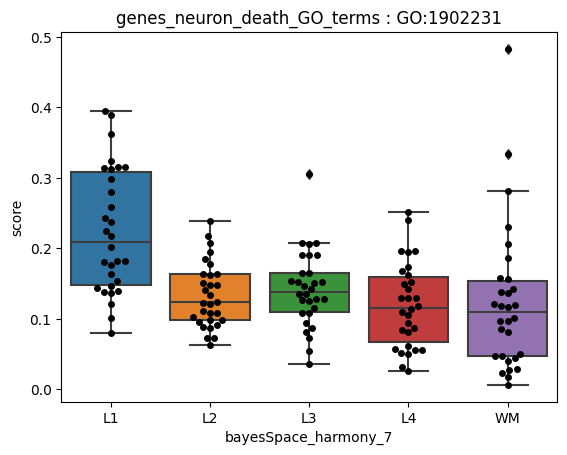 genes_neuron_death_GO_terms : GO:1902231
score
0.5
0.4
0.3
0.2
0.1
0.0
L1 L2 L3 L4 WM
bayesSpace_harmony_7